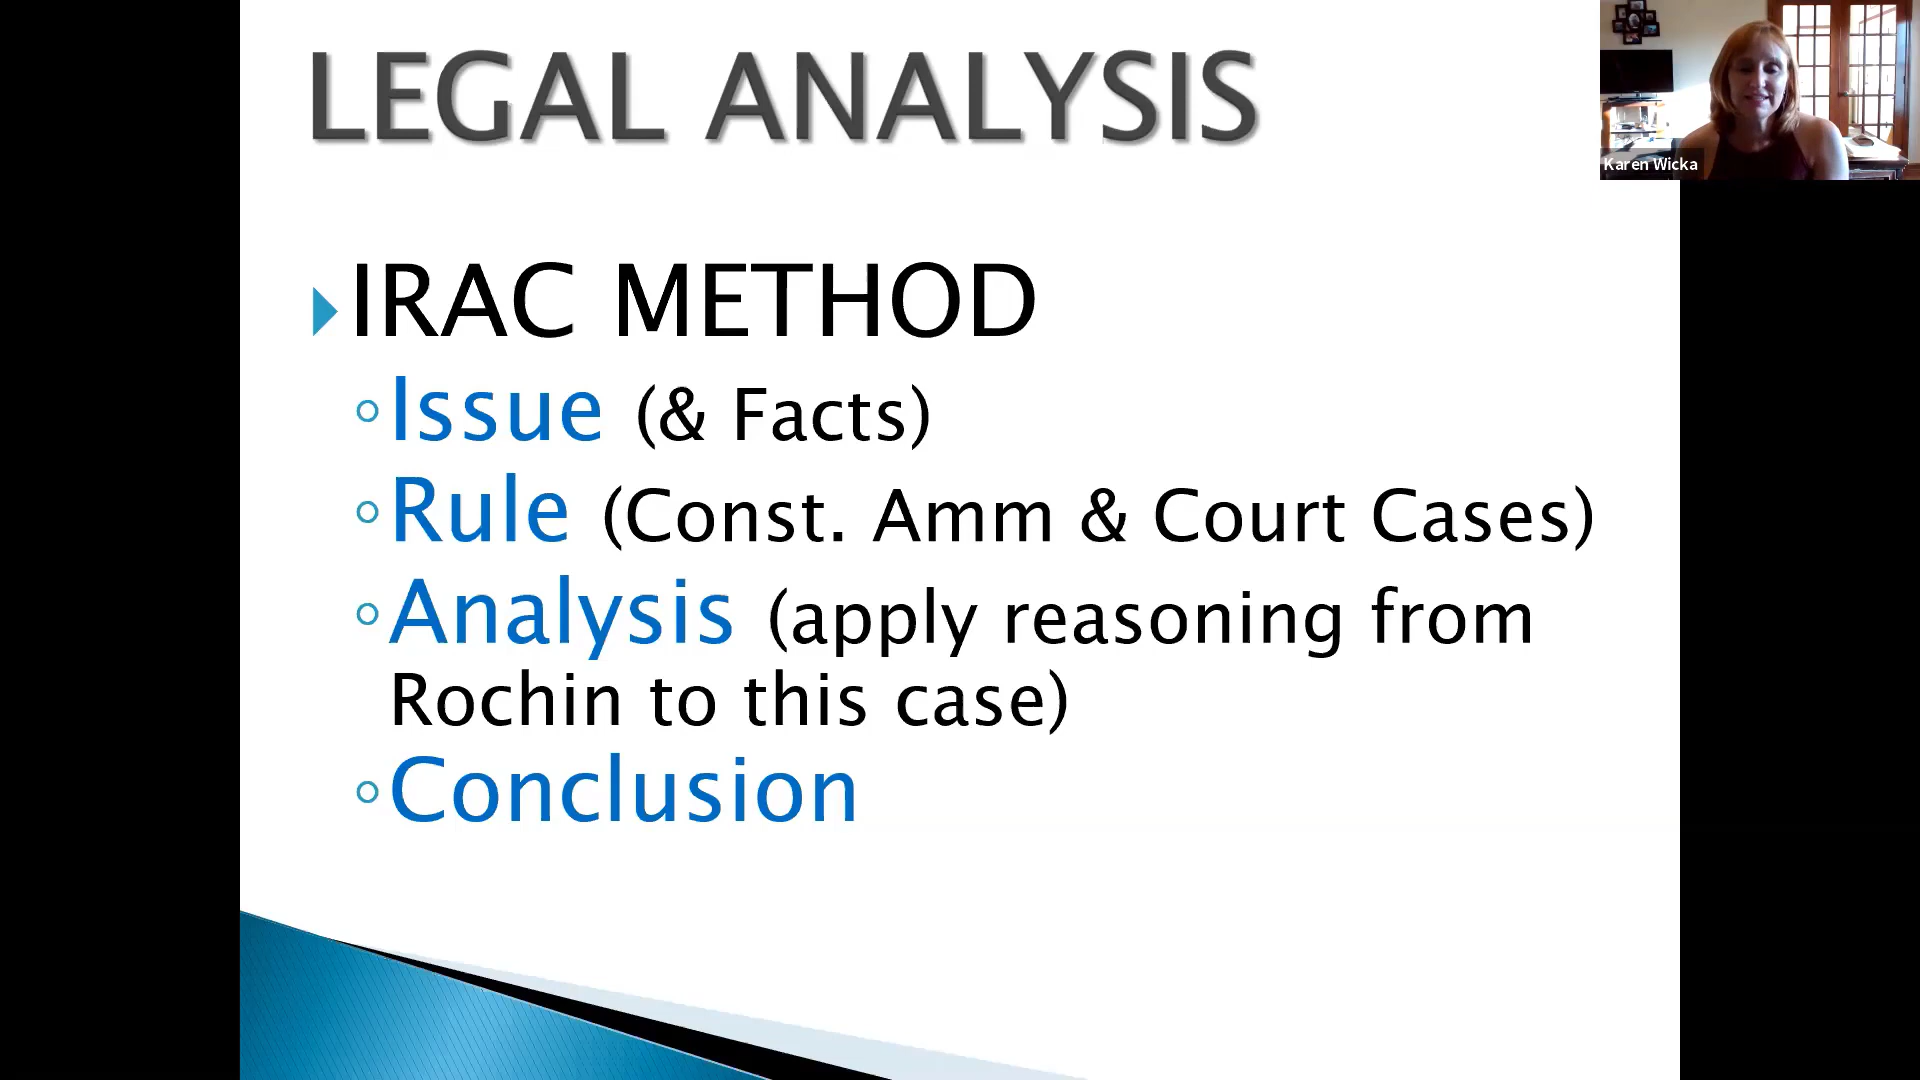 LEGAL ANALYSIS
Karen Wicka
IRAC METHOD
Issue (& Facts)
Rule (Const. Amm & Court Cases)
Analysis (apply reasoning from
Rochin to this case)
Conclusion